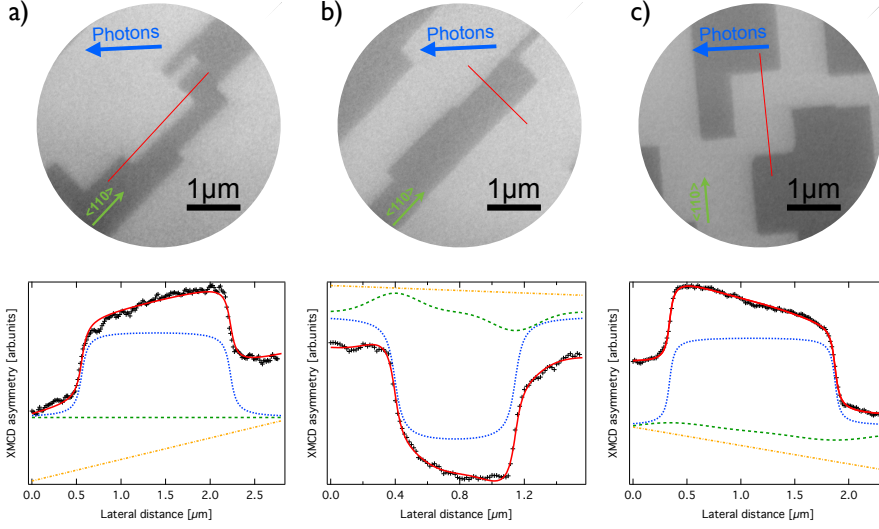 a)
Photons
<110>
1µm
b)
Photons
<110>
1µm
c)
Photons
<110>
1µm
XMCD asymmetry [arb.units]
0.0 0.5 1.0 1.5 2.0 2.5
Lateral distance [µm]
XMCD asymmetry [arb.units]
0.0 0.4 0.8 1.2
Lateral distance [µm]
XMCD asymmetry [arb.units]
0.0 0.5 1.0 1.5 2.0
Lateral distance [µm]